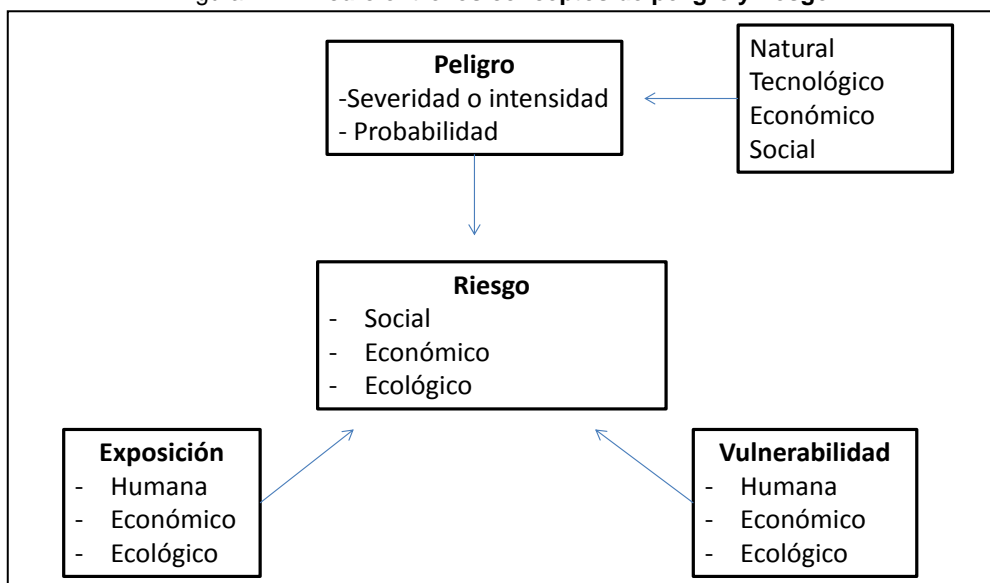 Peligro
-Severidad o intensidad
- Probabilidad
Natural
Tecnológico
Económico
Social
Riesgo
- Social
- Económico
- Ecológico
Exposición
- Humana
- Económico
- Ecológico
Vulnerabilidad
- Humana
- Económico
- Ecológico